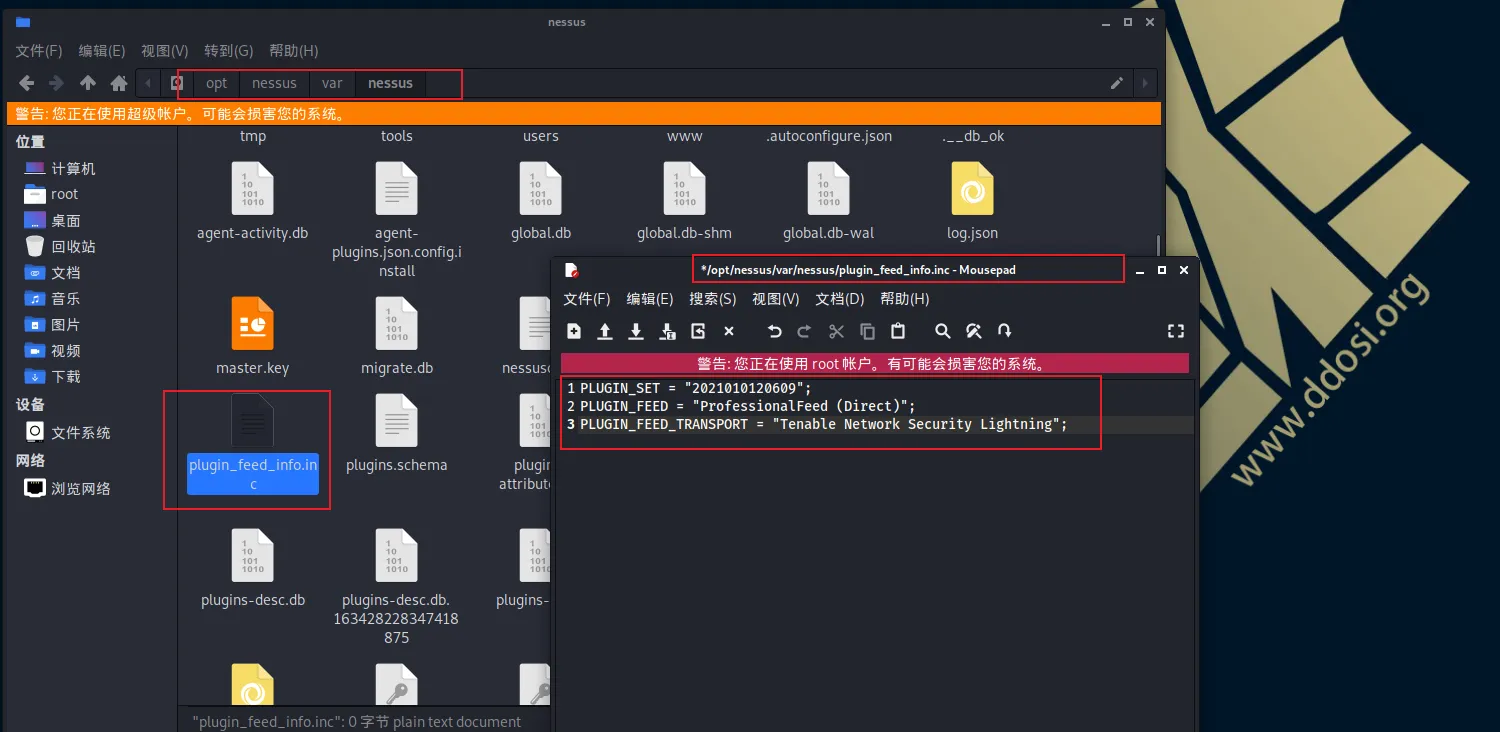 nessus
文件(F) 编辑(E) 视图(V) 转到(G) 帮助(H)
opt nessus var nessus
警告: 您正在使用超级帐户。可能会损害您的系统。
位置
计算机
root
桌面
回收站
文档
音乐
图片
视频
下载
设备
文件系统
网络
浏览网络
tmp tools users www .autoconfigure.json .__db_ok
agent-activity.db
agent-
plugins.json.config.i
nstall
global.db
global.db-shm
global.db-wal
log.json
master.key
migrate.db
nessusc
plugin_feed_info.in
c
plugins.schema
plugin
attribute
plugins-desc.db
plugins-desc.db.
163428228347418
875
plugins-
"plugin_feed_info.inc": 0 字节 plain text document
*/opt/nessus/var/nessus/plugin_feed_info.inc - Mousepad
文件(F) 编辑(E) 搜索(S) 视图(V) 文档(D) 帮助(H)
警告: 您正在使用 root 帐户。有可能会损害您的系统。
1 PLUGIN_SET = "2021010120609";
2 PLUGIN_FEED = "ProfessionalFeed (Direct)";
3 PLUGIN_FEED_TRANSPORT = "Tenable Network Security Lightning";
www.ddosi.org